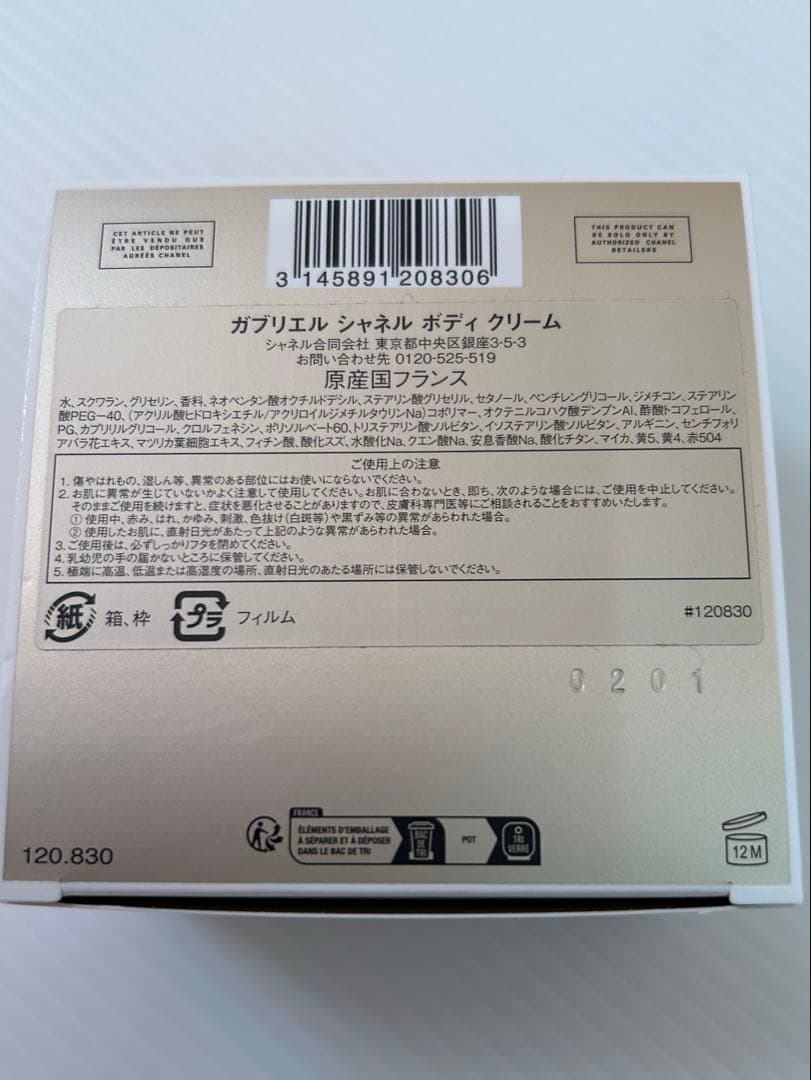 CET ARTICLE NE PEUT
ÊTRE VENDU QUE
PAR LES DÉPOSITAIRES
AGRÉÉS CHANEL
3 145891 208306
THIS PRODUCT CAN
BE SOLD ONLY BY
AUTHORIZED CHANEL
RETAILERS
ガブリエル シャネル ボディ クリーム
シャネル合同会社 東京都中央区銀座3-5-3
お問い合わせ先 0120-525-519
原産国フランス
水、スクワラン、グリセリン、香料、ネオペンタン酸オクチルドデシル、ステアリン酸グリセリル、セタノール、ペンチレングリコール、ジメチコン、ステアリン
酸PEG-40、(アクリル酸ヒドロキシエチル/アクリロイルジメチルタウリンNa)コポリマー、オクテニルコハク酸デンプンAl、酢酸トコフェロール、
PG、カプリリルグリコール、クロルフェネシン、ポリソルベート60、トリステアリン酸ソルビタン、イソステアリン酸ソルビタン、アルギニン、センチフォリ
アバラ花エキス、マツリカ葉細胞エキス、フィチン酸、酸化スズ、水酸化Na、クエン酸Na、安息香酸Na、酸化チタン、マイカ、黄5、黄4、赤504
ご使用上の注意
1. 傷やはれもの、湿しん等、異常のある部位にはお使いにならないでください。
2. お肌に異常が生じていないかよく注意して使用してください。お肌に合わないとき、即ち、次のような場合には、ご使用を中止してください。
そのままご使用を続けますと、症状を悪化させることがありますので、皮膚科専門医等にご相談されることをおすすめいたします。
① 使用中、赤み、はれ、かゆみ、刺激、色抜け(白斑等)や黒ずみ等の異常があらわれた場合。
② 使用したお肌に、直射日光があたって上記のような異常があらわれた場合。
3. ご使用後は、必ずしっかりフタを閉めてください。
4. 乳幼児の手の届かないところに保管してください。
5. 極端に高温、低温または高湿度の場所、直射日光のあたる場所には保管しないでください。
紙 箱、枠 プラ フィルム
#120830
0201
FRANCE
ÉLÉMENTS D'EMBALLAGE
À SÉPARER ET À DÉPOSER
DANS LE BAC DE TRI
BAC
DE
TRI
POT
TRI
VERRE
120.830
12 M